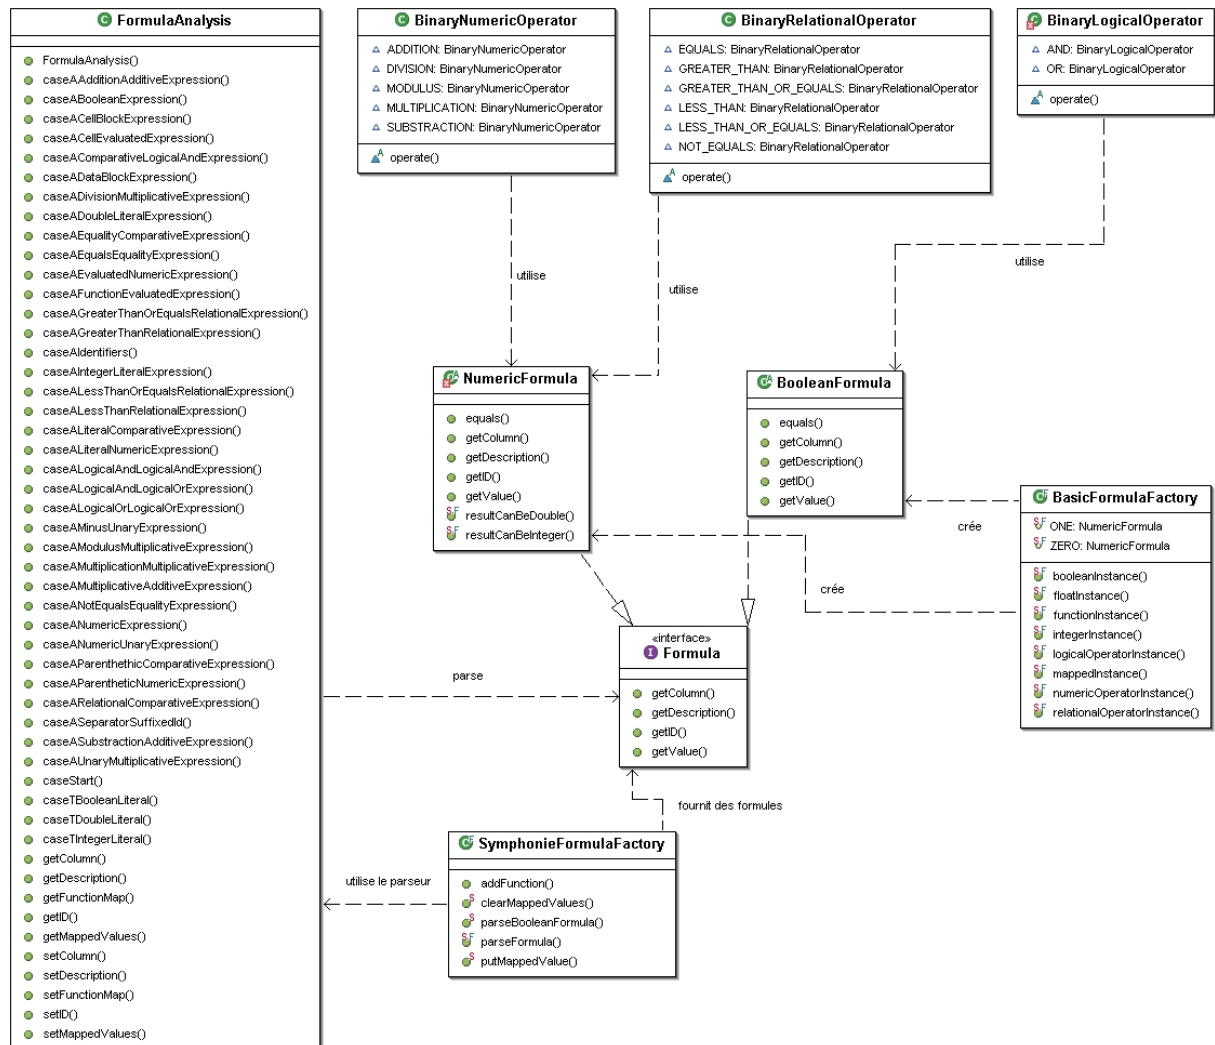 FormulaAnalysis
FormulaAnalysis()
caseAAdditionAdditiveExpression()
caseABooleanExpression()
caseACellBlockExpression()
caseACellEvaluatedExpression()
caseAComparativeLogicalAndExpression()
caseADataBlockExpression()
caseADivisionMultiplicativeExpression()
caseADoubleLiteralExpression()
caseAEqualityComparativeExpression()
caseAEqualsEqualityExpression()
caseAEvaluatedNumericExpression()
caseAFunctionEvaluatedExpression()
caseAGreaterThanOrEqualsRelationalExpression()
caseAGreaterThanRelationalExpression()
caseAIdentifiers()
caseAIntegerLiteralExpression()
caseALessThanOrEqualsRelationalExpression()
caseALessThanRelationalExpression()
caseALiteralComparativeExpression()
caseALiteralNumericExpression()
caseALogicalAndLogicalAndExpression()
caseALogicalAndLogicalOrExpression()
caseALogicalOrLogicalOrExpression()
caseAMinusUnaryExpression()
caseAModulusMultiplicativeExpression()
caseAMultiplicationMultiplicativeExpression()
caseAMultiplicativeAdditiveExpression()
caseANotEqualsEqualityExpression()
caseANumericExpression()
caseANumericUnaryExpression()
caseAParenthethicComparativeExpression()
caseAParentheticNumericExpression()
caseARelationalComparativeExpression()
caseASeparatorSuffixedId()
caseASubstractionAdditiveExpression()
caseAUnaryMultiplicativeExpression()
caseStart()
caseTBooleanLiteral()
caseTDoubleLiteral()
caseTIntegerLiteral()
getColumn()
getDescription()
getFunctionMap()
getID()
getMappedValues()
setColumn()
setDescription()
setFunctionMap()
setID()
setMappedValues()
BinaryNumericOperator
ADDITION: BinaryNumericOperator
DIVISION: BinaryNumericOperator
MODULUS: BinaryNumericOperator
MULTIPLICATION: BinaryNumericOperator
SUBSTRACTION: BinaryNumericOperator
operate()
BinaryRelationalOperator
EQUALS: BinaryRelationalOperator
GREATER_THAN: BinaryRelationalOperator
GREATER_THAN_OR_EQUALS: BinaryRelationalOperator
LESS_THAN: BinaryRelationalOperator
LESS_THAN_OR_EQUALS: BinaryRelationalOperator
NOT_EQUALS: BinaryRelationalOperator
operate()
BinaryLogicalOperator
AND: BinaryLogicalOperator
OR: BinaryLogicalOperator
operate()
utilise
utilise
utilise
NumericFormula
equals()
getColumn()
getDescription()
getID()
getValue()
resultCanBeDouble()
resultCanBeInteger()
BooleanFormula
equals()
getColumn()
getDescription()
getID()
getValue()
BasicFormulaFactory
ONE: NumericFormula
ZERO: NumericFormula
booleanInstance()
floatInstance()
functionInstance()
integerInstance()
logicalOperatorInstance()
mappedInstance()
numericOperatorInstance()
relationalOperatorInstance()
crée
crée
«interface»
Formula
getColumn()
getDescription()
getID()
getValue()
parse
fournit des formules
SymphonieFormulaFactory
addFunction()
clearMappedValues()
parseBooleanFormula()
parseFormula()
putMappedValue()
utilise le parseur